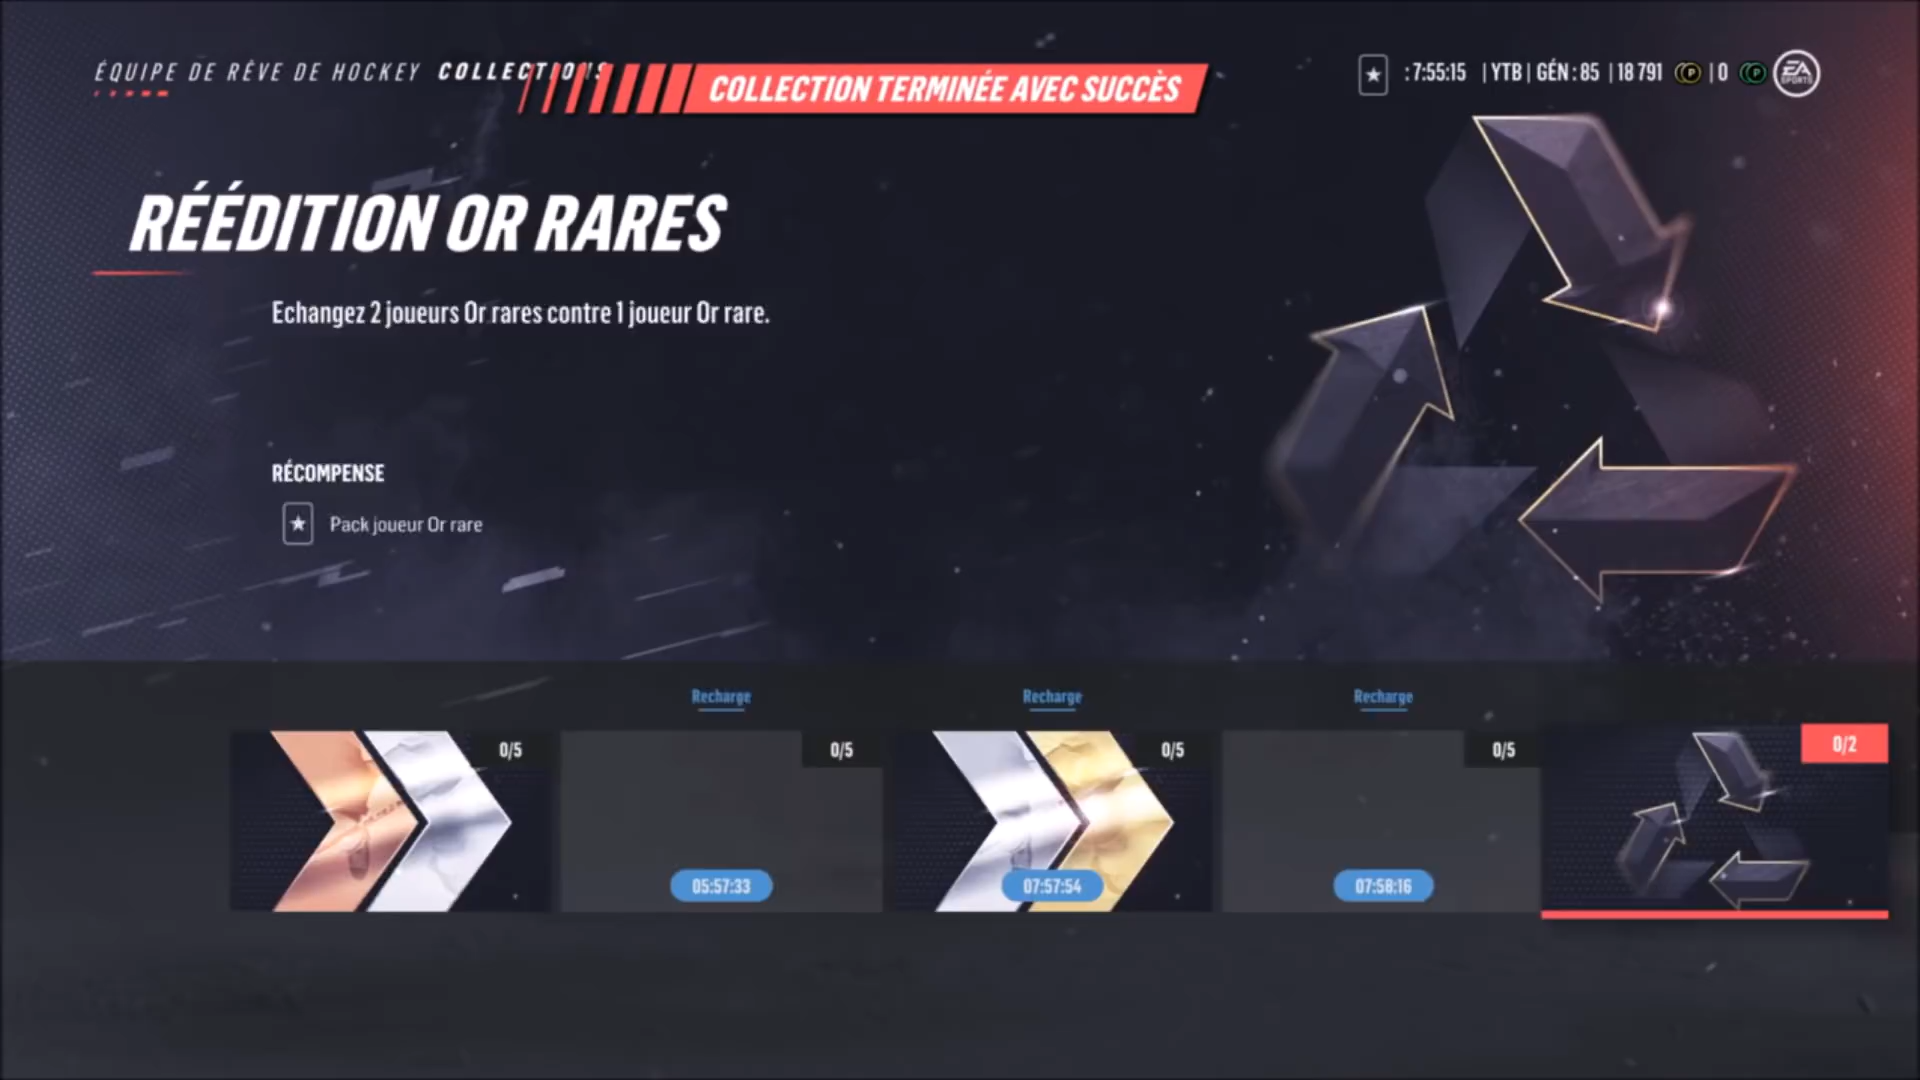 ÉQUIPE DE RÊVE DE HOCKEY COLLECTIONS
COLLECTION TERMINÉE AVEC SUCCÈS
: 7:55:15 | YTB | GÉN : 85 | 18 791 P | 0 P EA SPORTS
RÉÉDITION OR RARES
Echangez 2 joueurs Or rares contre 1 joueur Or rare.
RÉCOMPENSE
Pack joueur Or rare
Recharge Recharge Recharge
0/5 0/5 0/5 0/5 0/2
05:57:33 07:57:54 07:58:16